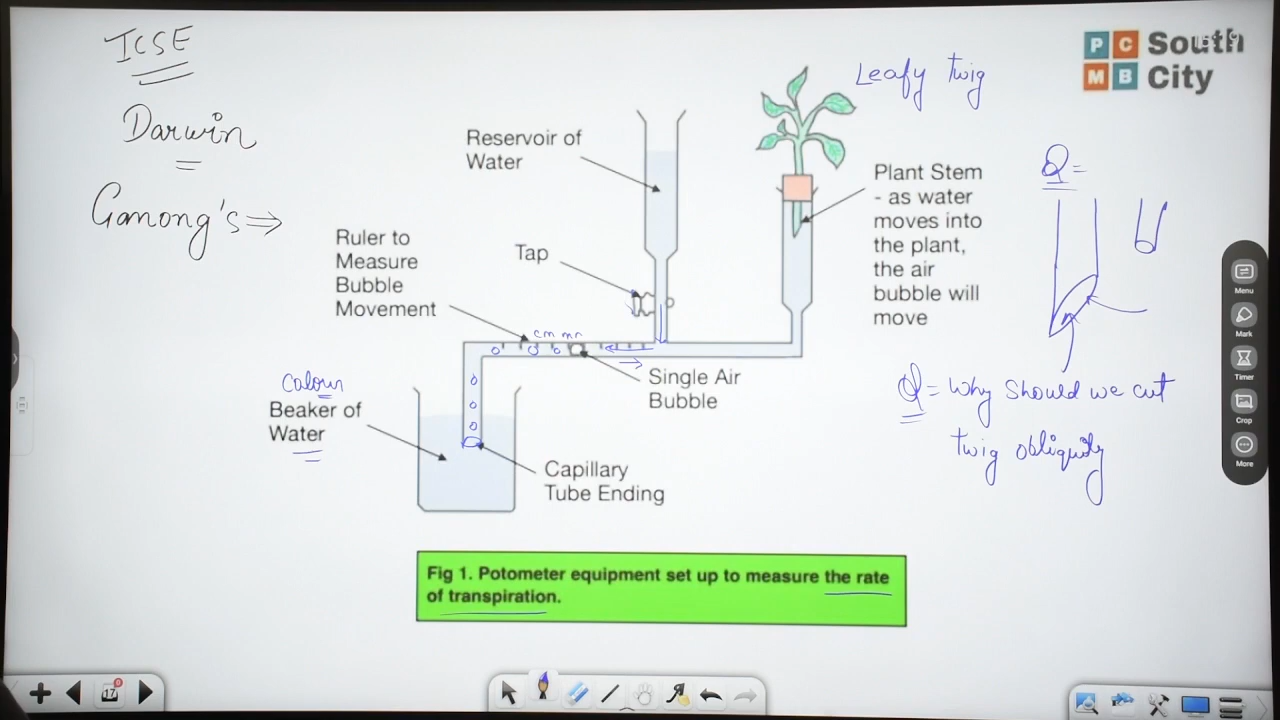 ICSE
Darwin
Ganong's ⇒
Reservoir of
Water
Tap
Ruler to
Measure
Bubble
Movement
cm mm
Leafy twig
Plant Stem
- as water
moves into
the plant,
the air
bubble will
move
Single Air
Bubble
Colour
Beaker of
Water
Capillary
Tube Ending
Fig 1. Potometer equipment set up to measure the rate
of transpiration.
P C
M B
South
City
Q=
Q= Why Should we cut
twig obliquely
Menu
Mark
Timer
Crop
More
17